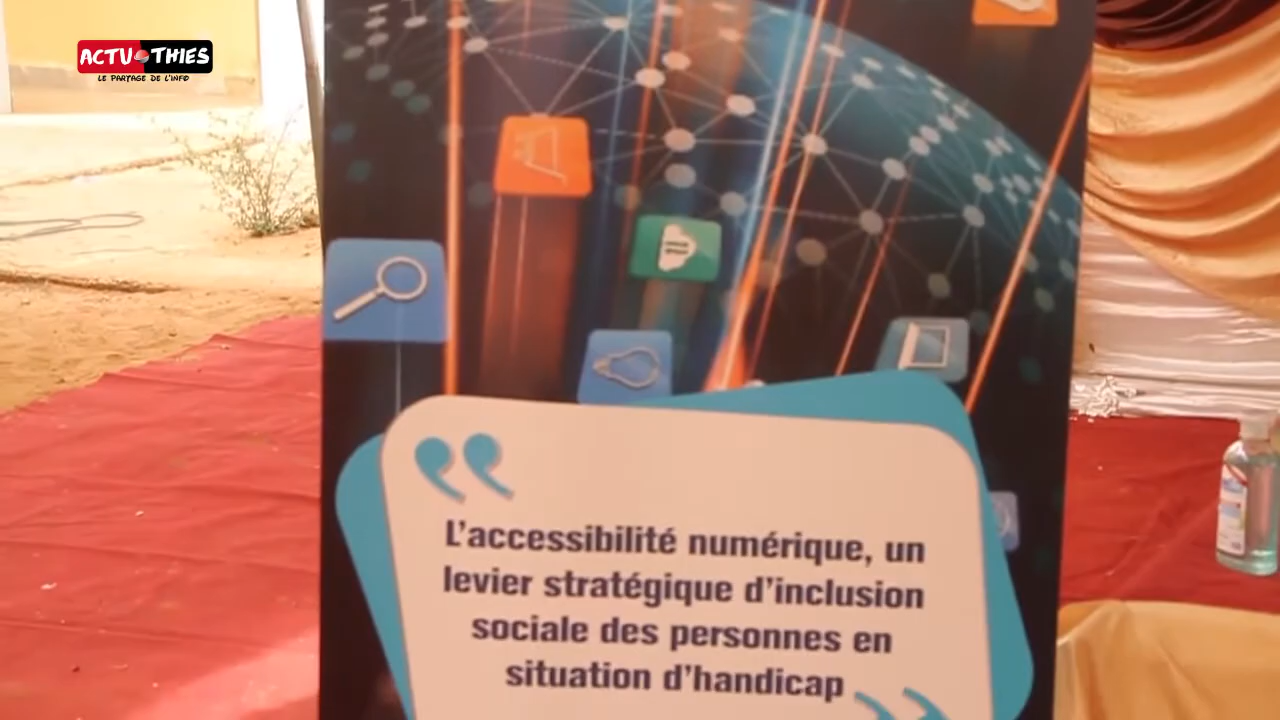 ACTU THIES
LE PARTAGE DE L'INFO
L'accessibilité numérique, un
levier stratégique d'inclusion
sociale des personnes en
situation d'handicap